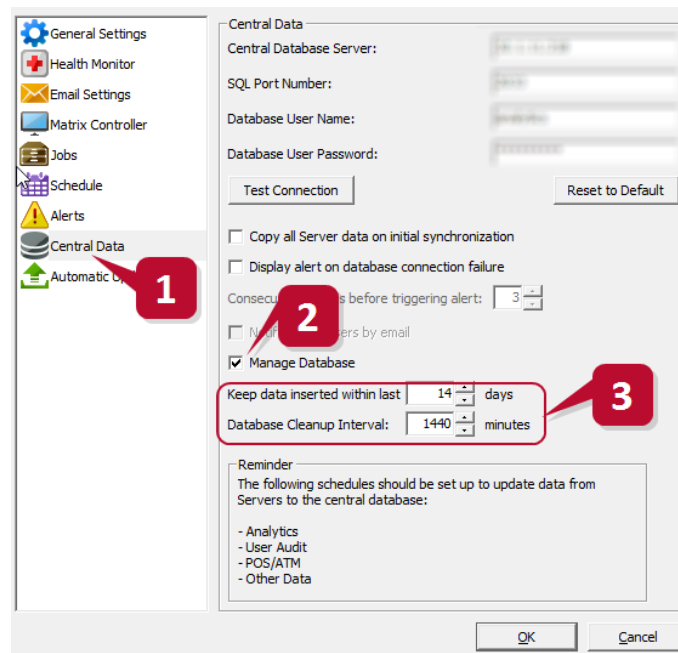 General Settings
Health Monitor
Email Settings
Matrix Controller
Jobs
Schedule
Alerts
Central Data
Automatic
1
Central Data
Central Database Server:
SQL Port Number:
Database User Name:
Database User Password:
Test Connection
Reset to Default
Copy all Server data on initial synchronization
Display alert on database connection failure
before triggering alert: 3
2
by email
Manage Database
Keep data inserted within last 14 days
Database Cleanup Interval: 1440 minutes
3
Reminder
The following schedules should be set up to update data from
Servers to the central database:
- Analytics
- User Audit
- POS/ATM
- Other Data
OK
Cancel